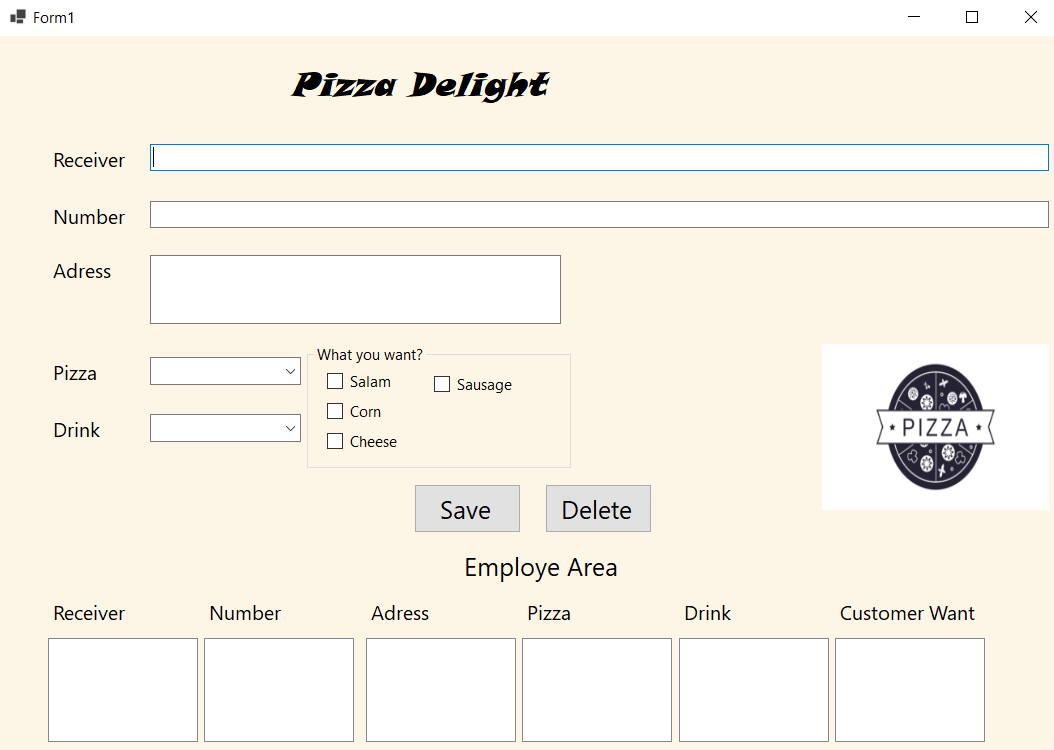 Form1
Pizza Delight
Receiver
Number
Adress
Pizza
What you want?
Salam
Sausage
Corn
Cheese
Drink
PIZZA
Save
Delete
Employe Area
Receiver
Number
Adress
Pizza
Drink
Customer Want